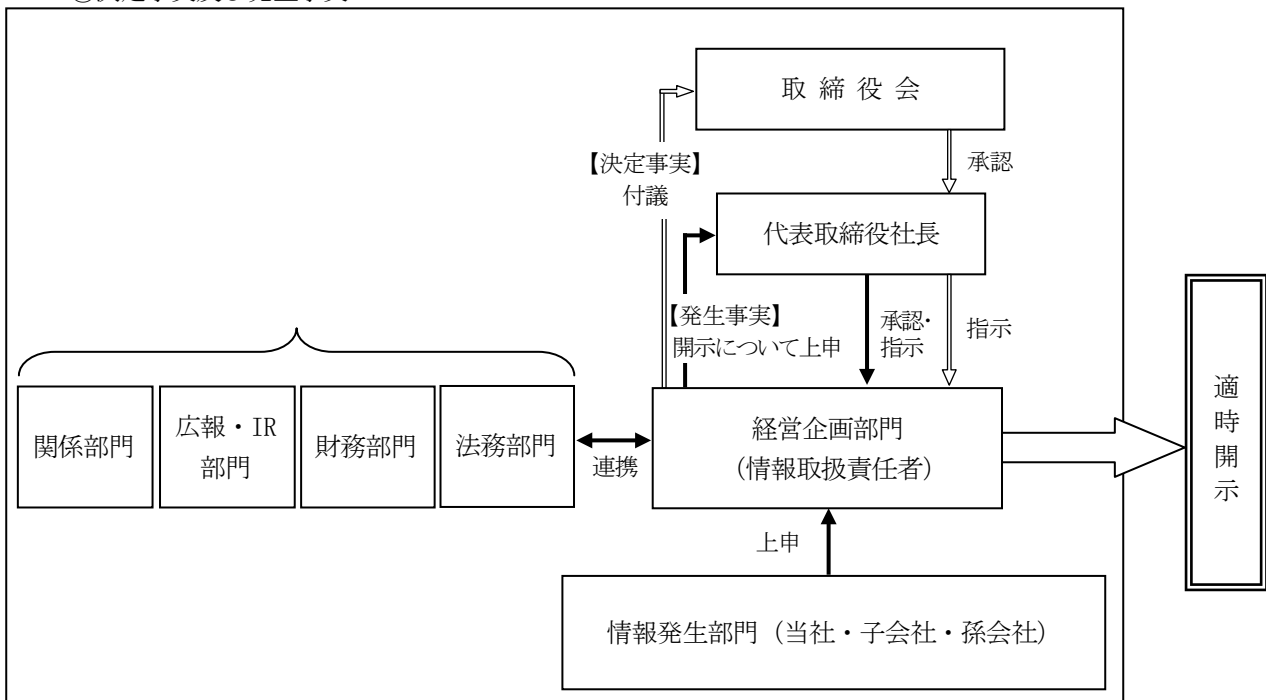 取 締 役 会
【決定事実】
付議
承認
代表取締役社長
【発生事実】
開示について上申
承認・
指示
指示
関係部門
広報・IR
部門
財務部門
法務部門
連携
経営企画部門
(情報取扱責任者)
適時開示
上申
情報発生部門(当社・子会社・孫会社)